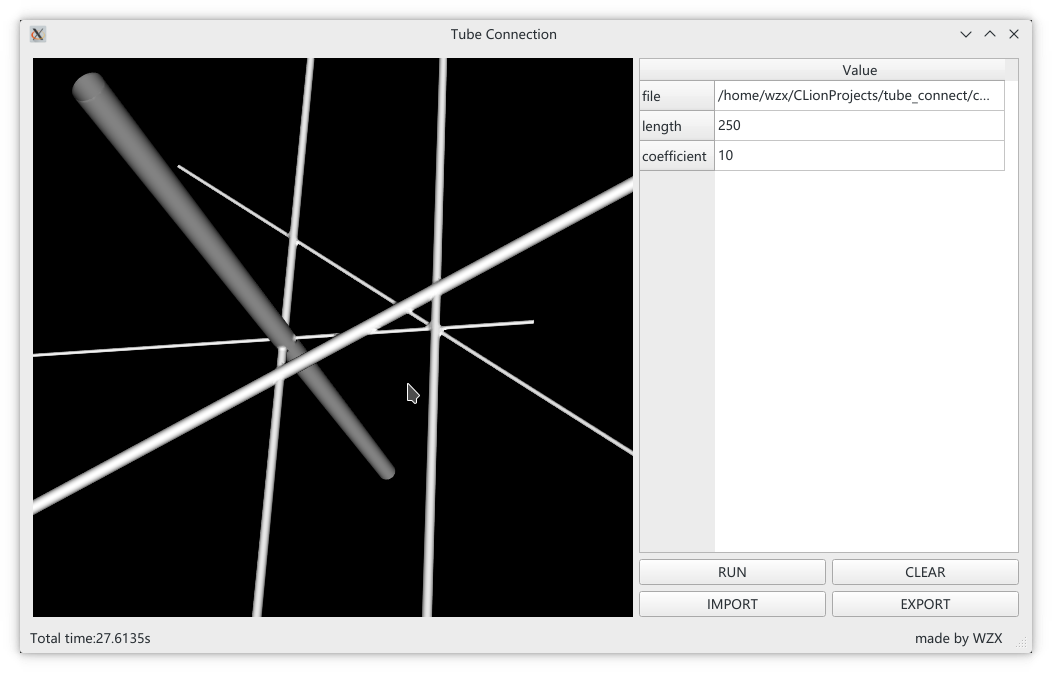 Tube Connection
Value
file /home/wzx/CLionProjects/tube_connect/c...
length 250
coefficient 10
RUN CLEAR
IMPORT EXPORT
Total time:27.6135s made by WZX